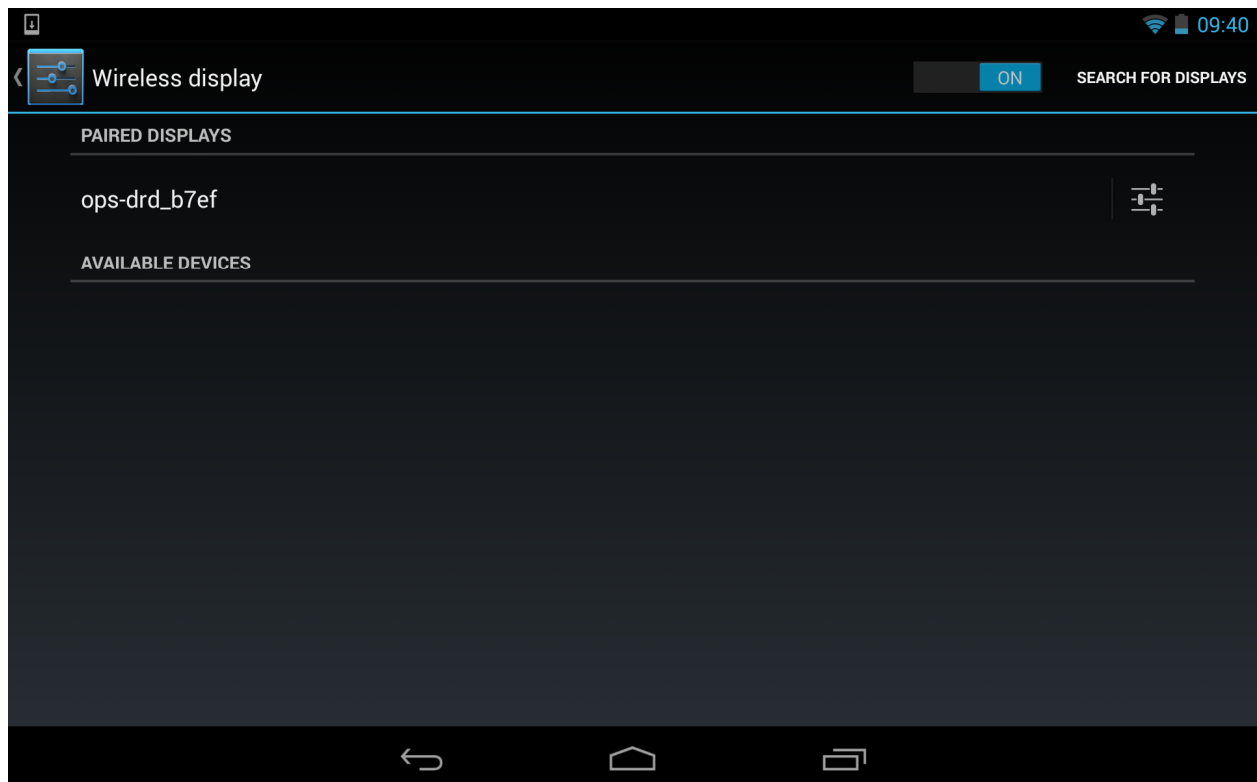 09:40
Wireless display
ON
SEARCH FOR DISPLAYS
PAIRED DISPLAYS
ops-drd_b7ef
AVAILABLE DEVICES